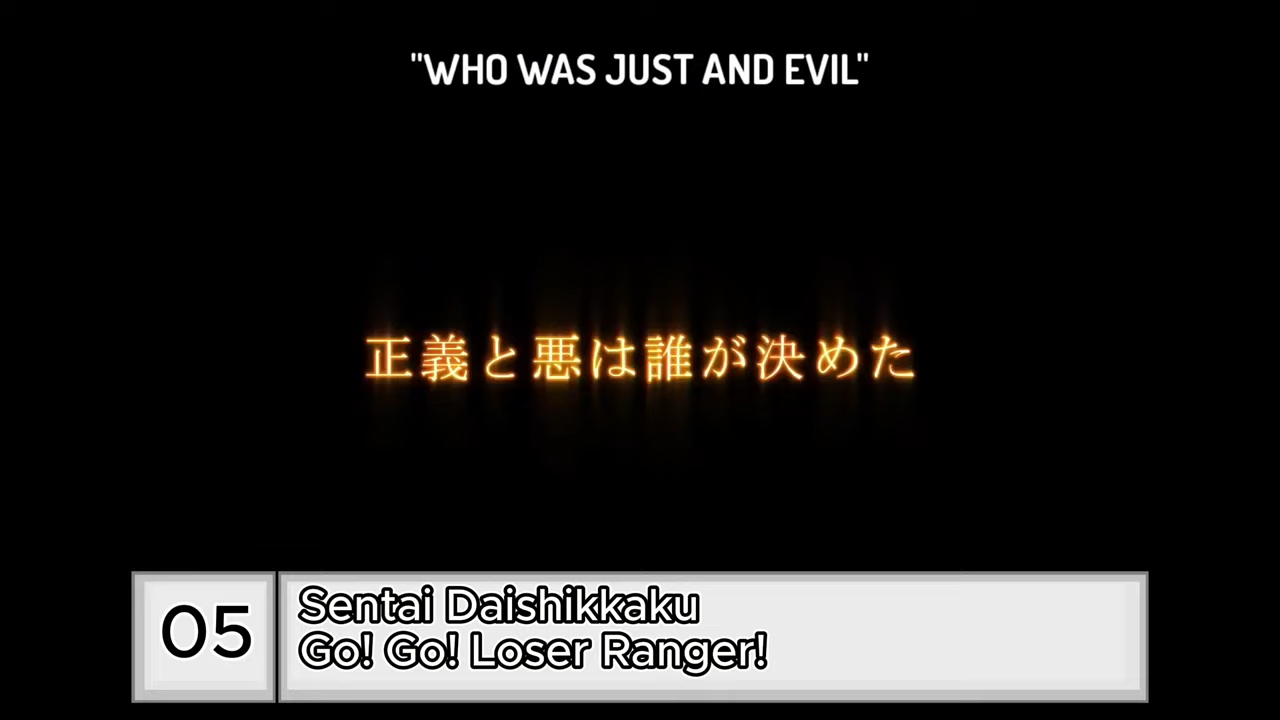 "WHO WAS JUST AND EVIL"
正義と悪は誰が決めた
05
Sentai Daishikkaku
Go! Go! Loser Ranger!